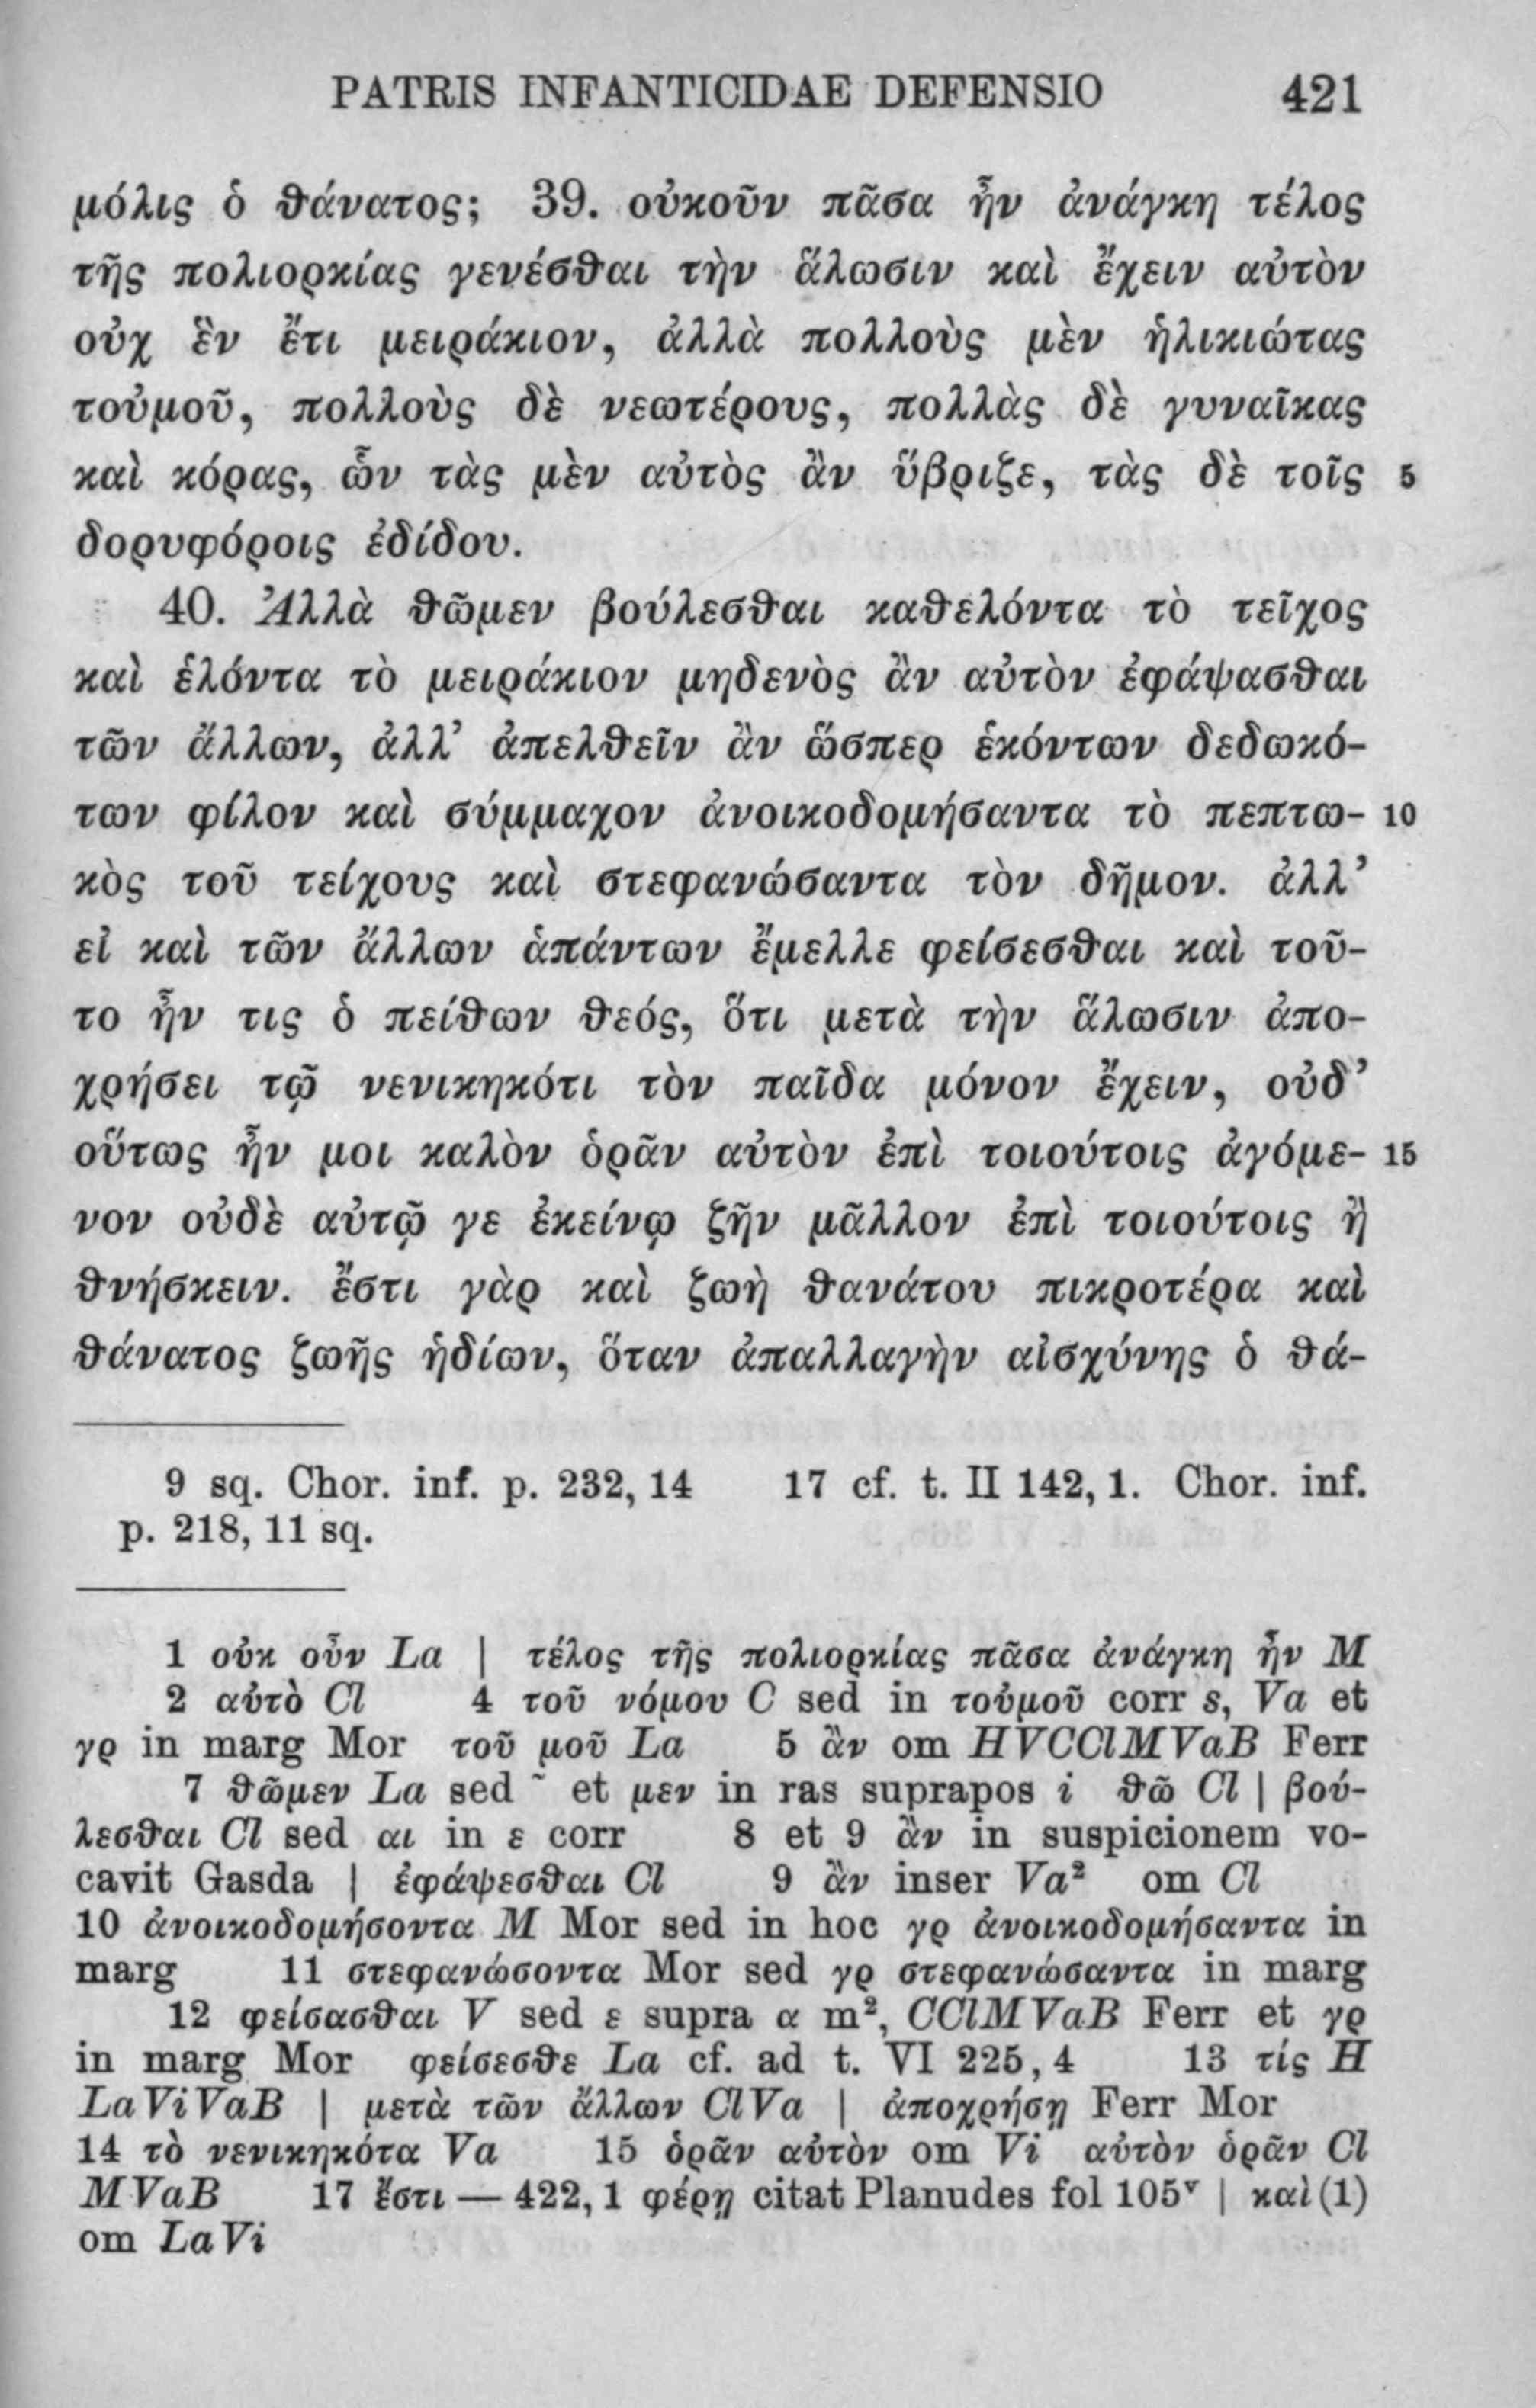 PATRIS INFANTICIDAE DEFENSIO 421
μόλις ὁ θάνατος; 39. οὐκοῦν πᾶσα ἦν ἀνάγκη τέλος
τῆς πολιορκίας γενέσθαι τὴν ἅλωσιν καὶ ἔχειν αὐτὸν
οὐχ ἓν ἔτι μειράκιον, ἀλλὰ πολλοὺς μὲν ἡλικιώτας
τοὐμοῦ, πολλοὺς δὲ νεωτέρους, πολλὰς δὲ γυναῖκας
καὶ κόρας, ὧν τὰς μὲν αὐτὸς ἂν ὕβριζε, τὰς δὲ τοῖς 5
δορυφόροις ἐδίδου.
40. Ἀλλὰ θῶμεν βούλεσθαι καθελόντα τὸ τεῖχος
καὶ ἑλόντα τὸ μειράκιον μηδενὸς ἂν αὐτὸν ἐφάψασθαι
τῶν ἄλλων, ἀλλ’ ἀπελθεῖν ἂν ὥσπερ ἑκόντων δεδωκό-
των φίλον καὶ σύμμαχον ἀνοικοδομήσαντα τὸ πεπτω- 10
κὸς τοῦ τείχους καὶ στεφανώσαντα τὸν δῆμον. ἀλλ’
εἰ καὶ τῶν ἄλλων ἁπάντων ἔμελλε φείσεσθαι καὶ τοῦ-
το ἦν τις ὁ πείθων θεός, ὅτι μετὰ τὴν ἅλωσιν ἀπο-
χρήσει τῷ νενικηκότι τὸν παῖδα μόνον ἔχειν, οὐδ’
οὕτως ἦν μοι καλὸν ὁρᾶν αὐτὸν ἐπὶ τοιούτοις ἀγόμε- 15
νον οὐδὲ αὐτῷ γε ἐκείνῳ ζῆν μᾶλλον ἐπὶ τοιούτοις ἢ
θνήσκειν. ἔστι γὰρ καὶ ζωὴ θανάτου πικροτέρα καὶ
θάνατος ζωῆς ἡδίων, ὅταν ἀπαλλαγὴν αἰσχύνης ὁ θά-
9 sq. Chor. inf. p. 232, 14 17 cf. t. II 142, 1. Chor. inf.
p. 218, 11 sq.
1 οὐκ οὖν La | τέλος τῆς πολιορκίας πᾶσα ἀνάγκη ἦν M
2 αὐτὸ Cl 4 τοῦ νόμου C sed in τοὐμοῦ corr s, Va et
γρ in marg Mor τοῦ μοῦ La 5 ἂν om HVCClMVaB Ferr
7 θῶμεν La sed ῀ et μεν in ras suprapos i θῶ Cl | βού-
λεσθαι Cl sed αι in ε corr 8 et 9 ἂν in suspicionem vo-
cavit Gasda | ἐφάψεσθαι Cl 9 ἂν inser Va² om Cl
10 ἀνοικοδομήσοντα M Mor sed in hoc γρ ἀνοικοδομήσαντα in
marg 11 στεφανώσοντα Mor sed γρ στεφανώσαντα in marg
12 φείσασθαι V sed ε supra α m², CClMVaB Ferr et γρ
in marg Mor φείσεσθε La cf. ad t. VI 225, 4 13 τίς H
LaViVaB | μετὰ τῶν ἄλλων ClVa | ἀποχρήσῃ Ferr Mor
14 τὸ νενικηκότα Va 15 ὁρᾶν αὐτὸν om Vi αὐτὸν ὁρᾶν Cl
MVaB 17 ἔστι — 422, 1 φέρῃ citat Planudes fol 105ᵛ | καὶ (1)
om LaVi